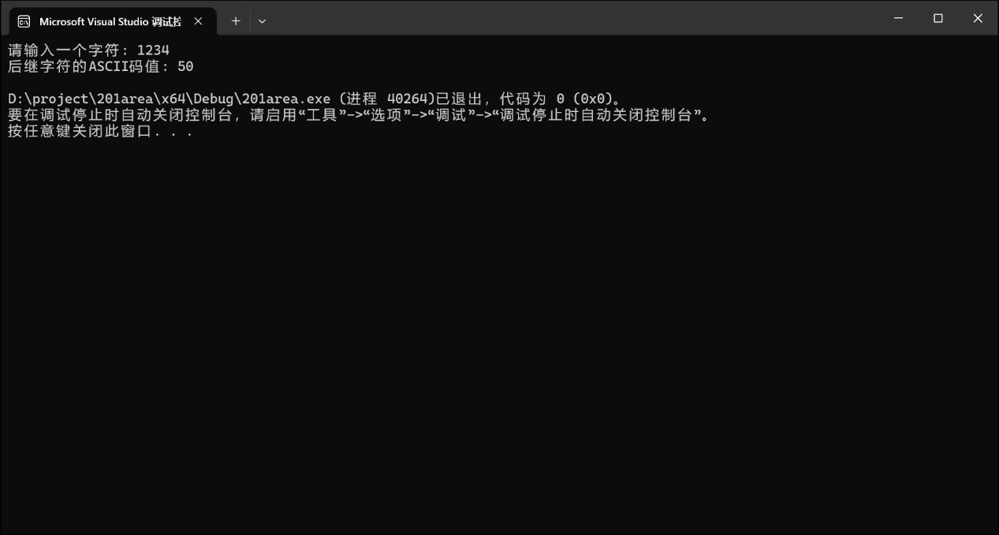 Microsoft Visual Studio 调试控
请输入一个字符: 1234
后继字符的ASCII码值: 50
D:\project\201area\x64\Debug\201area.exe (进程 40264)已退出，代码为 0 (0x0)。
要在调试停止时自动关闭控制台，请启用“工具”->“选项”->“调试”->“调试停止时自动关闭控制台”。
按任意键关闭此窗口. . .